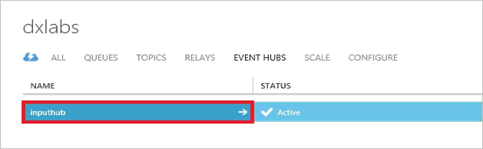 dxlabs
ALL QUEUES TOPICS RELAYS EVENT HUBS SCALE CONFIGURE
NAME STATUS
inputhub Active